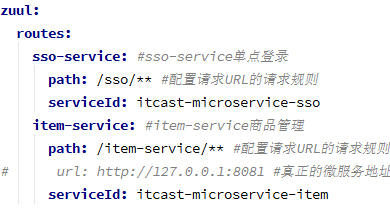 zuul:
routes:
sso-service: #sso-service单点登录
path: /sso/** #配置请求URL的请求规则
serviceId: itcast-microservice-sso
item-service: #item-service商品管理
path: /item-service/** #配置请求URL的请求规则
# url: http://127.0.0.1:8081 #真正的微服务地址
serviceId: itcast-microservice-item